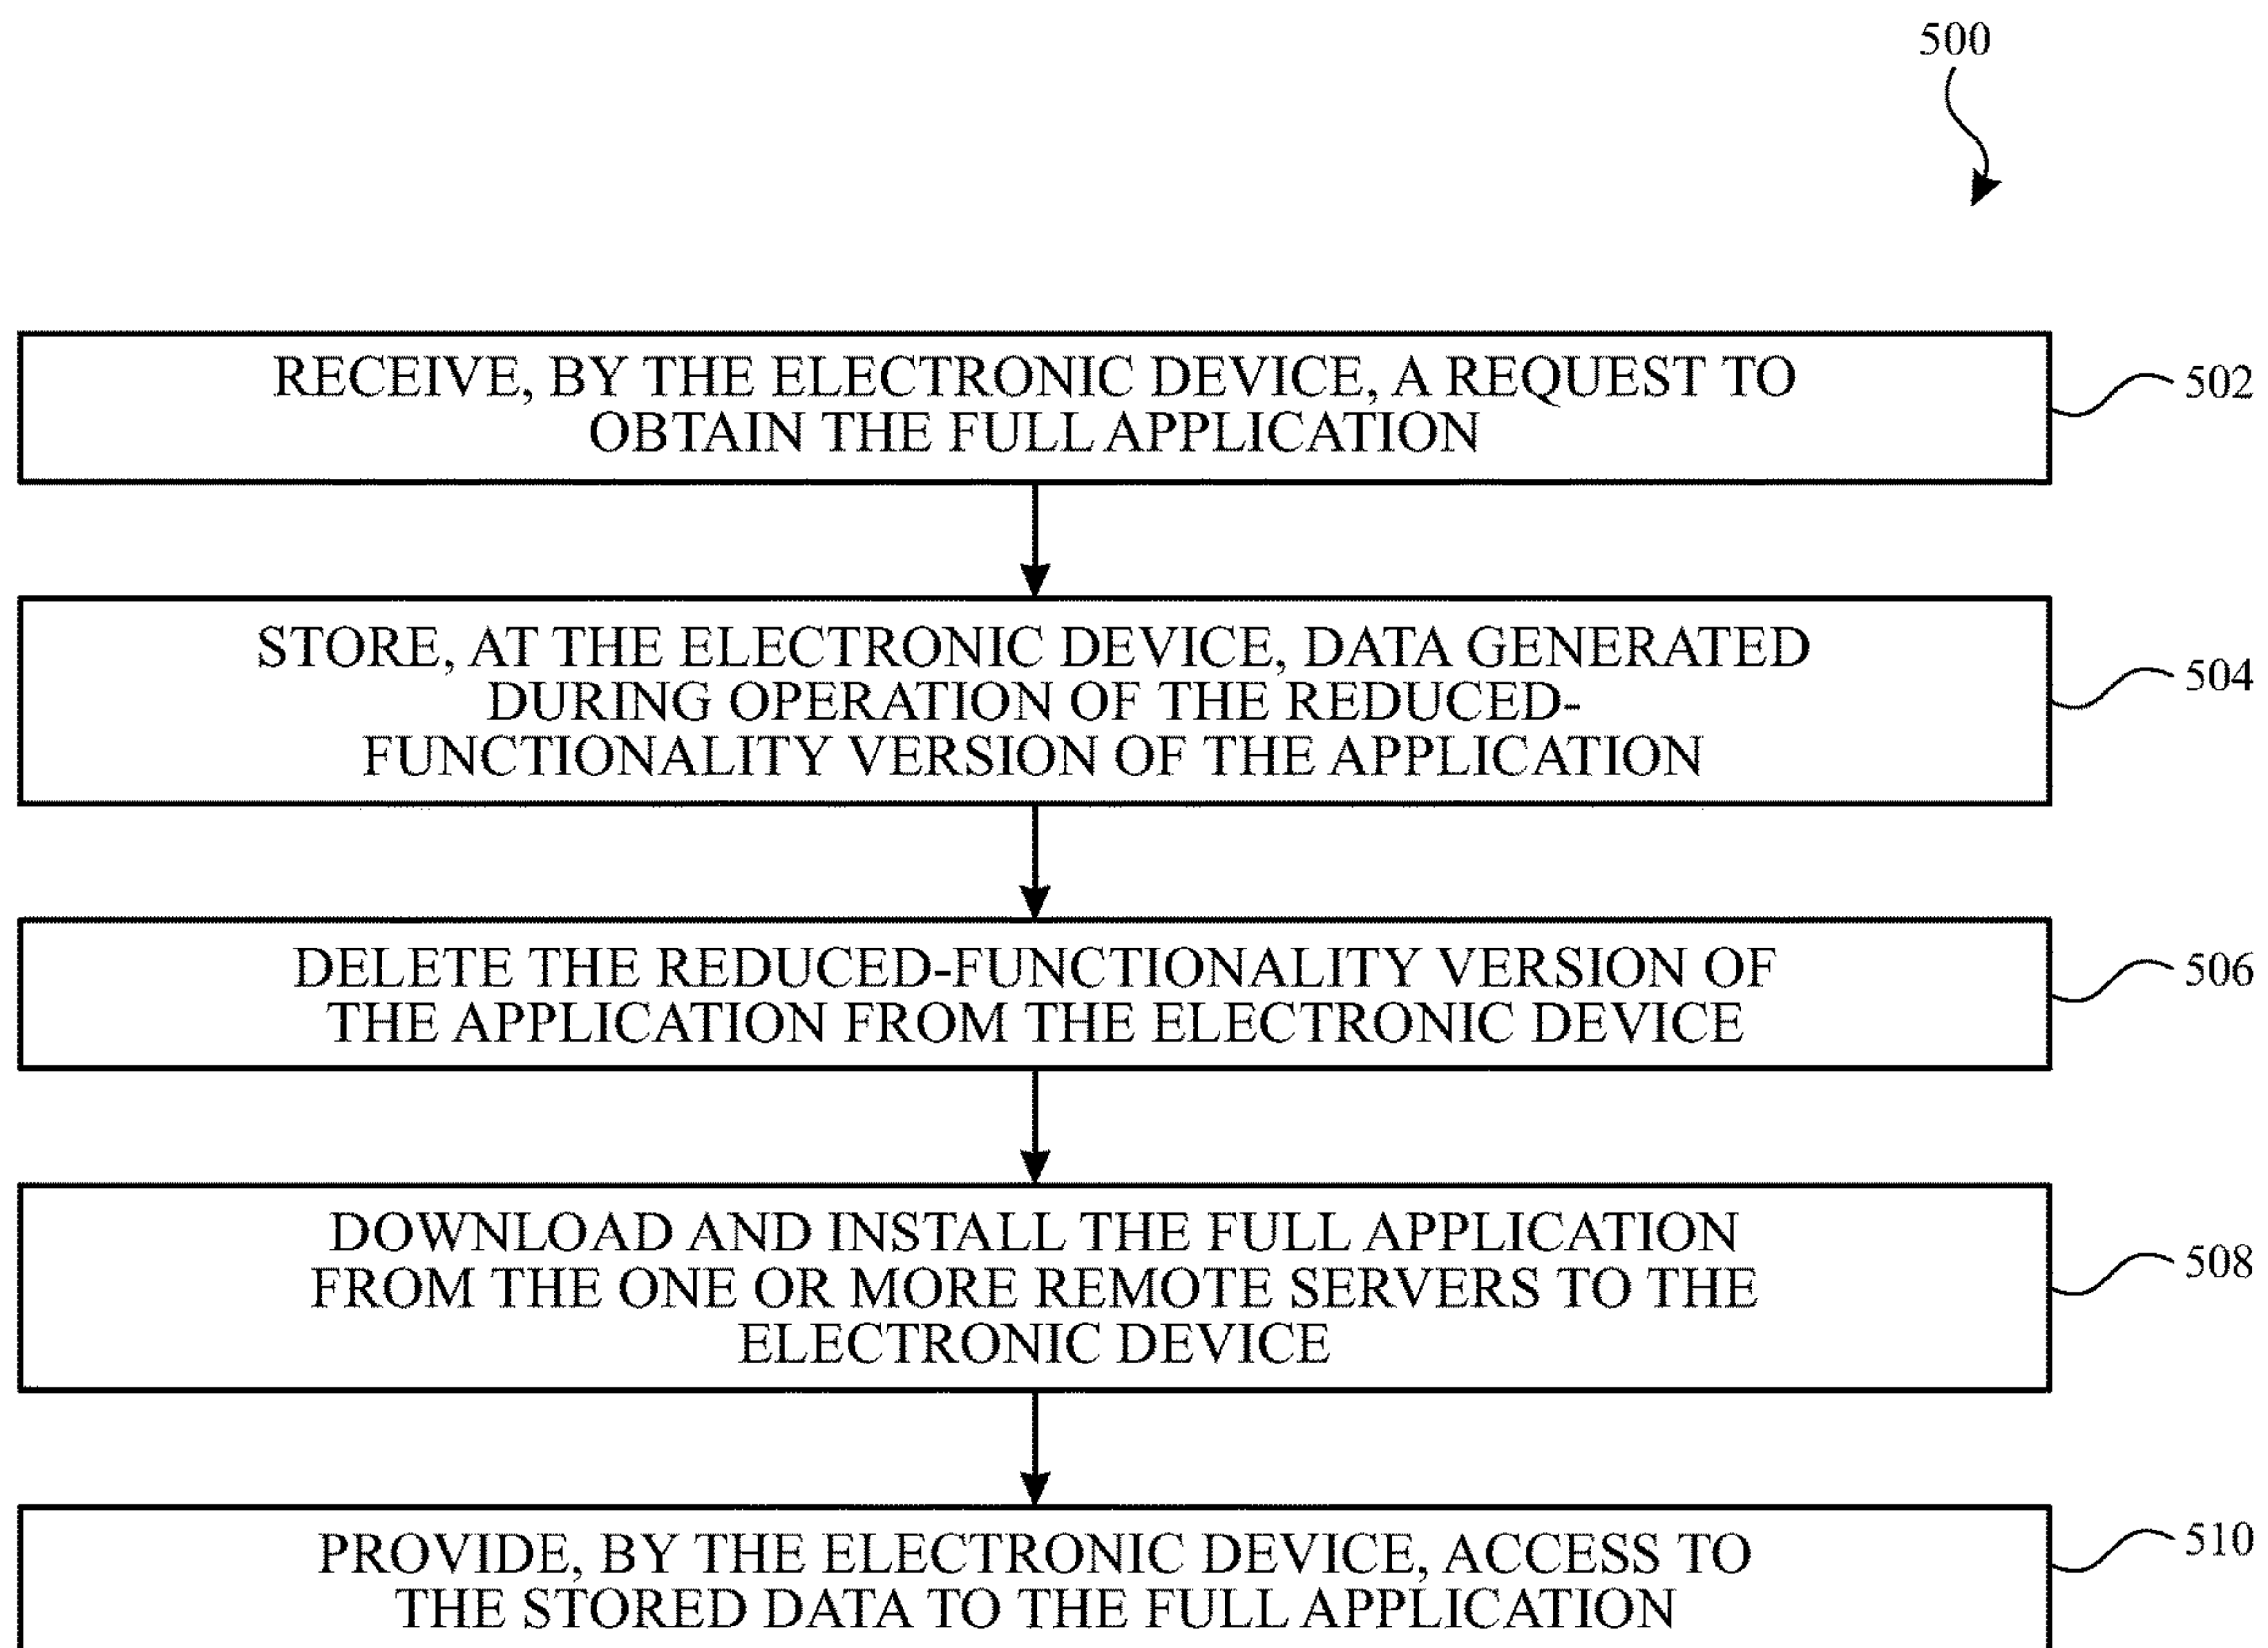 500
RECEIVE, BY THE ELECTRONIC DEVICE, A REQUEST TO
OBTAIN THE FULL APPLICATION
502
STORE, AT THE ELECTRONIC DEVICE, DATA GENERATED
DURING OPERATION OF THE REDUCED-
FUNCTIONALITY VERSION OF THE APPLICATION
504
DELETE THE REDUCED-FUNCTIONALITY VERSION OF
THE APPLICATION FROM THE ELECTRONIC DEVICE
506
DOWNLOAD AND INSTALL THE FULL APPLICATION
FROM THE ONE OR MORE REMOTE SERVERS TO THE
ELECTRONIC DEVICE
508
PROVIDE, BY THE ELECTRONIC DEVICE, ACCESS TO
THE STORED DATA TO THE FULL APPLICATION
510